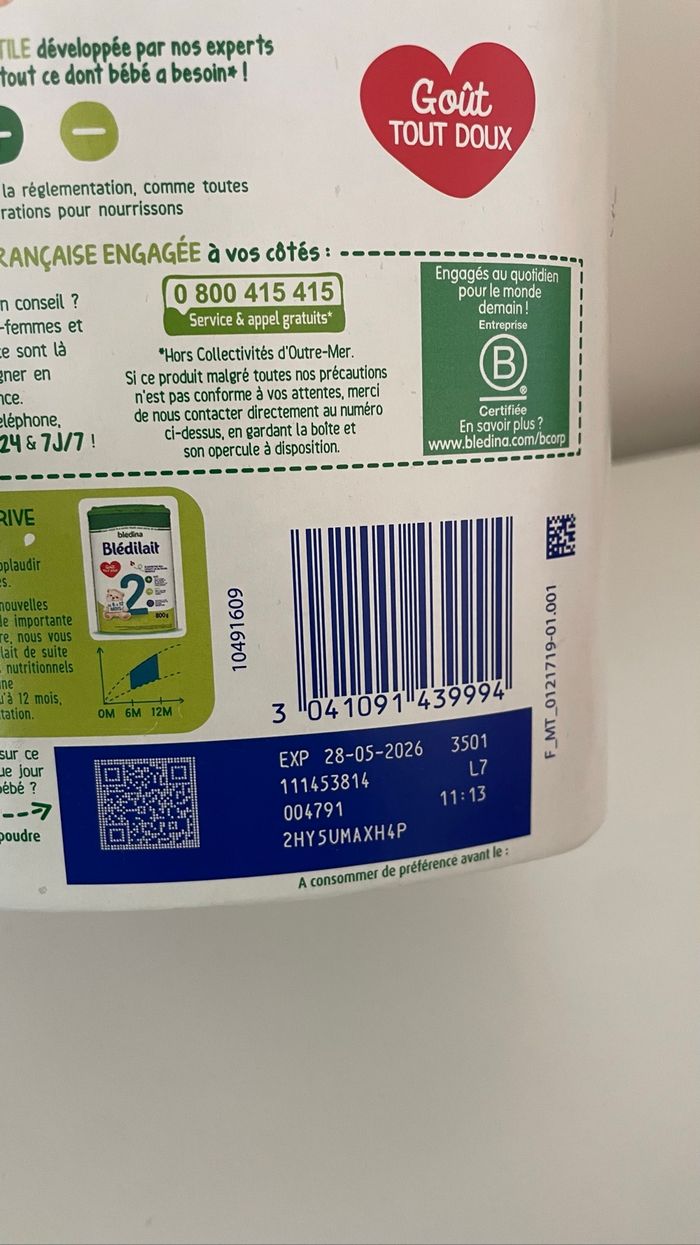 TILE développée par nos experts
tout ce dont bébé a besoin* !
Goût
TOUT DOUX
la réglementation, comme toutes
rations pour nourrissons
RANÇAISE ENGAGÉE à vos côtés :
n conseil ?
-femmes et
e sont là
gner en
nce.
éléphone,
24 & 7J/7 !
0 800 415 415
Service & appel gratuits*
*Hors Collectivités d'Outre-Mer.
Si ce produit malgré toutes nos précautions
n'est pas conforme à vos attentes, merci
de nous contacter directement au numéro
ci-dessus, en gardant la boîte et
son opercule à disposition.
Engagés au quotidien
pour le monde
demain !
Entreprise
B
®
Certifiée
En savoir plus ?
www.bledina.com/bcorp
RIVE
pplaudir
es.
nouvelles
de importante
re, nous vous
lait de suite
nutritionnels
ne
'à 12 mois,
tation.
bledina
Blédilait
2
800g
0M 6M 12M
10491609
3 041091 439994
F_MT_0121719-01.001
sur ce
ue jour
bébé ?
poudre
EXP 28-05-2026 3501
111453814 L7
004791 11:13
2HY5UMAXH4P
A consommer de préférence avant le :